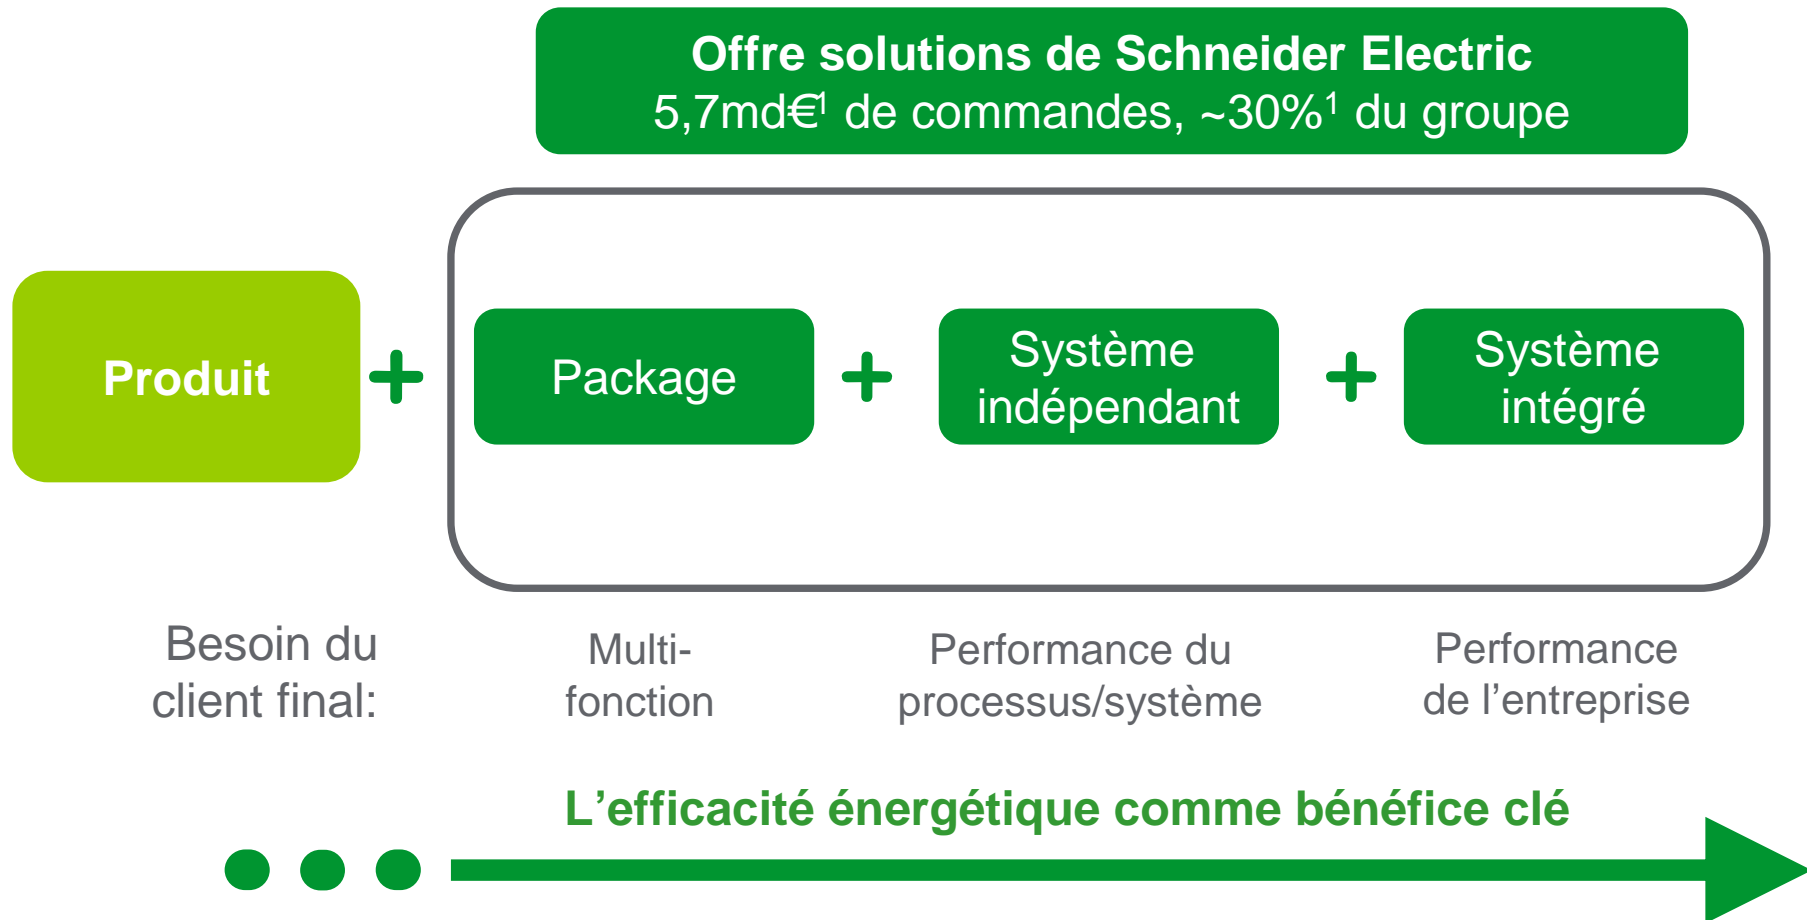 Offre solutions de Schneider Electric
5,7md€¹ de commandes, ~30%¹ du groupe
Produit
+
Package
+
Système
indépendant
+
Système
intégré
Besoin du
client final:
Multi-
fonction
Performance du
processus/système
Performance
de l’entreprise
L’efficacité énergétique comme bénéfice clé